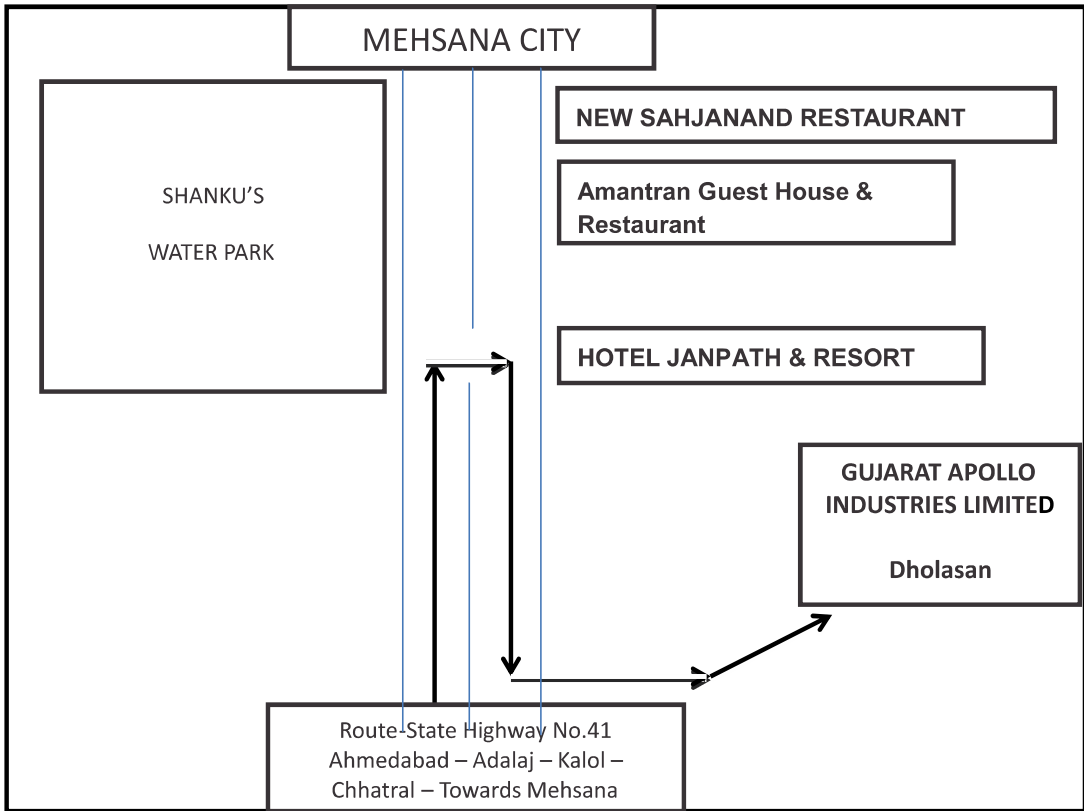 MEHSANA CITY
NEW SAHJANAND RESTAURANT
SHANKU’S
WATER PARK
Amantran Guest House &
Restaurant
HOTEL JANPATH & RESORT
GUJARAT APOLLO
INDUSTRIES LIMITED
Dholasan
Route-State Highway No.41
Ahmedabad – Adalaj – Kalol –
Chhatral – Towards Mehsana